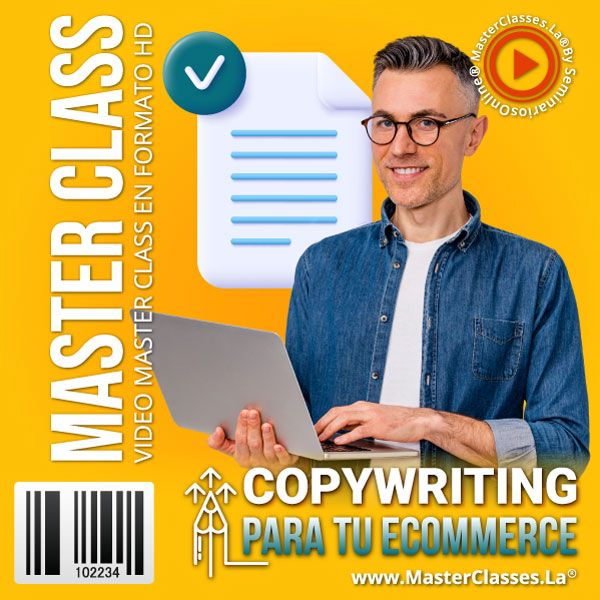 MASTER CLASS
VIDEO MASTER CLASS EN FORMATO HD
MasterClasses.La®By SeminariosOnline®
COPYWRITING
PARA TU ECOMMERCE
102234
www.MasterClasses.La®